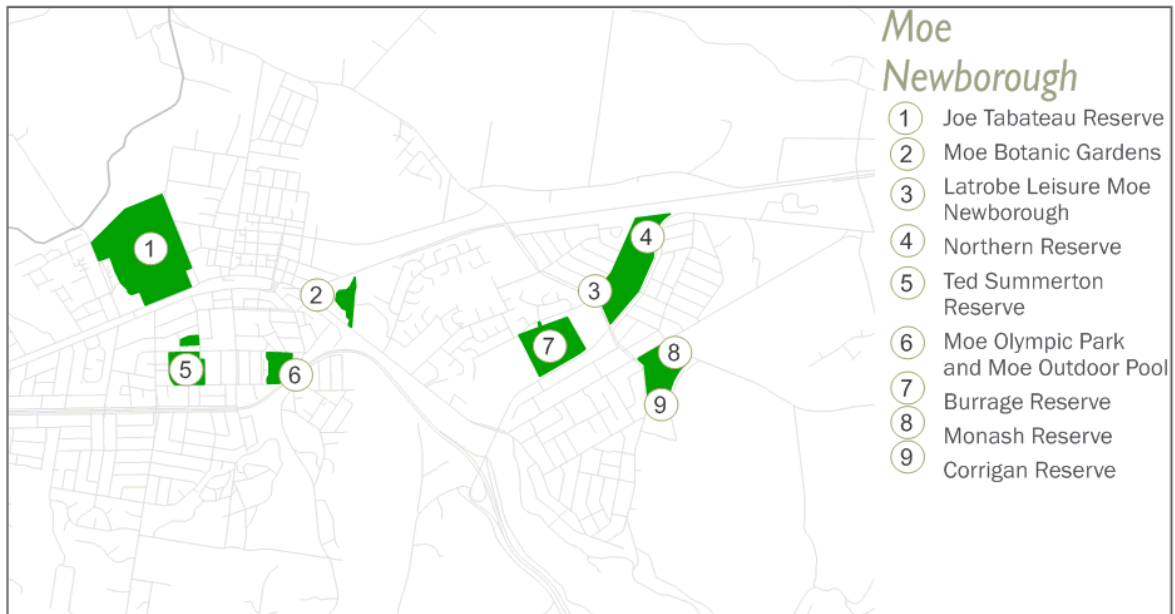 Moe
Newborough
1 Joe Tabateau Reserve
2 Moe Botanic Gardens
3 Latrobe Leisure Moe
Newborough
4 Northern Reserve
5 Ted Summerton
Reserve
6 Moe Olympic Park
and Moe Outdoor Pool
7 Burrage Reserve
8 Monash Reserve
9 Corrigan Reserve
1
4
3
2
7
8
5
6
9